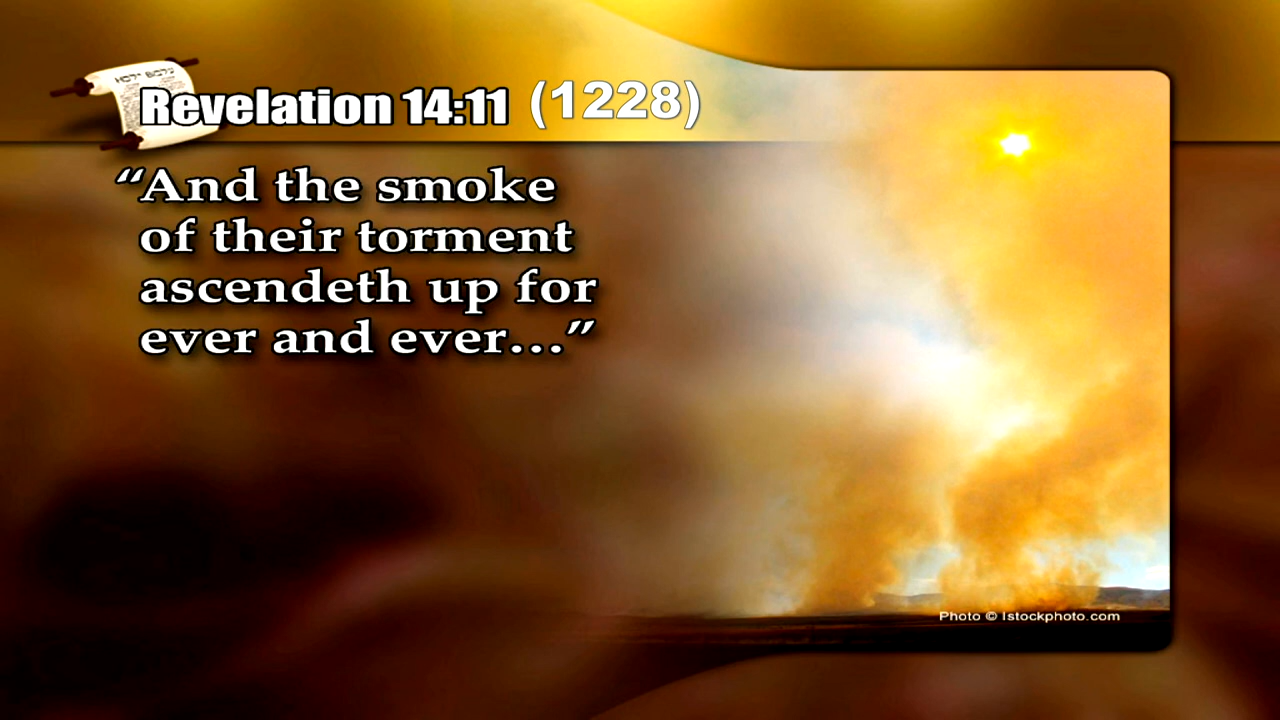 Revelation 14:11 (1228)
“And the smoke
of their torment
ascendeth up for
ever and ever...”
Photo © Istockphoto.com